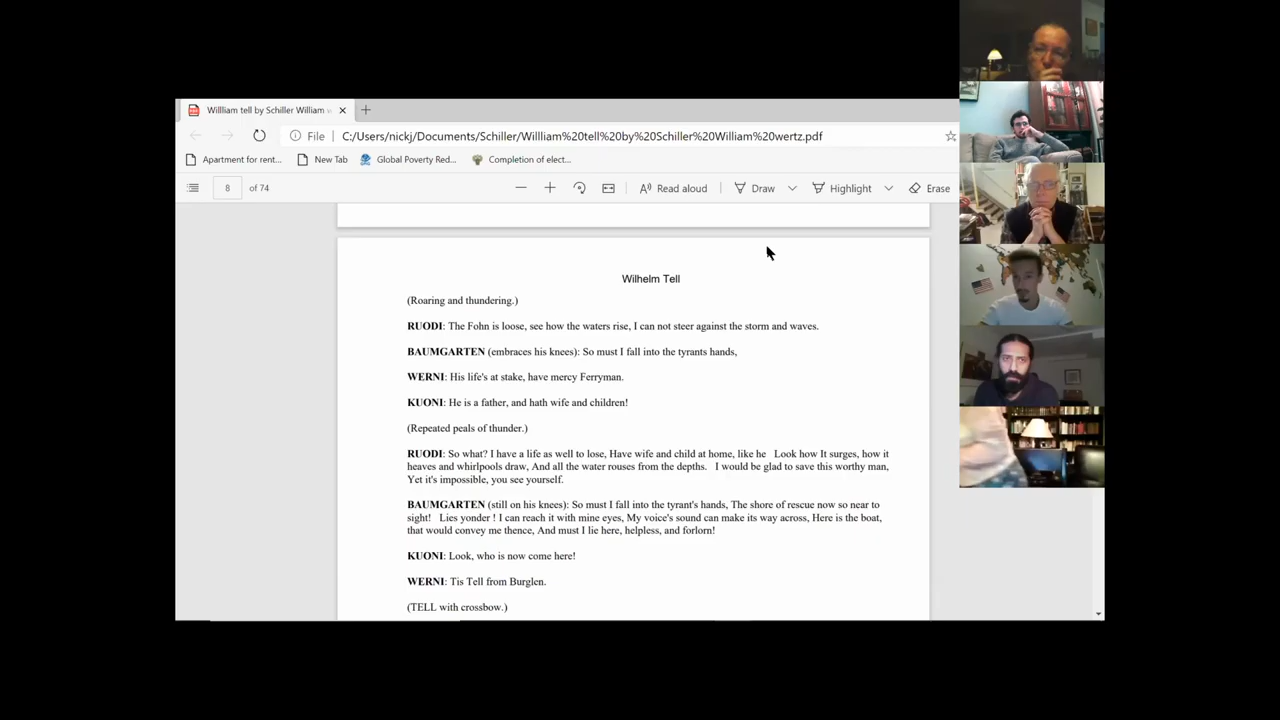 Willliam tell by Schiller William w
File C:/Users/nickj/Documents/Schiller/Willliam%20tell%20by%20Schiller%20William%20wertz.pdf
Apartment for rent... New Tab Global Poverty Red... Completion of elect...
8 of 74 Read aloud Draw Highlight Erase
Wilhelm Tell
(Roaring and thundering.)
RUODI: The Fohn is loose, see how the waters rise, I can not steer against the storm and waves.
BAUMGARTEN (embraces his knees): So must I fall into the tyrants hands,
WERNI: His life's at stake, have mercy Ferryman.
KUONI: He is a father, and hath wife and children!
(Repeated peals of thunder.)
RUODI: So what? I have a life as well to lose, Have wife and child at home, like he Look how It surges, how it
heaves and whirlpools draw, And all the water rouses from the depths. I would be glad to save this worthy man,
Yet it's impossible, you see yourself.
BAUMGARTEN (still on his knees): So must I fall into the tyrant's hands, The shore of rescue now so near to
sight! Lies yonder ! I can reach it with mine eyes, My voice's sound can make its way across, Here is the boat,
that would convey me thence, And must I lie here, helpless, and forlorn!
KUONI: Look, who is now come here!
WERNI: Tis Tell from Burglen.
(TELL with crossbow.)